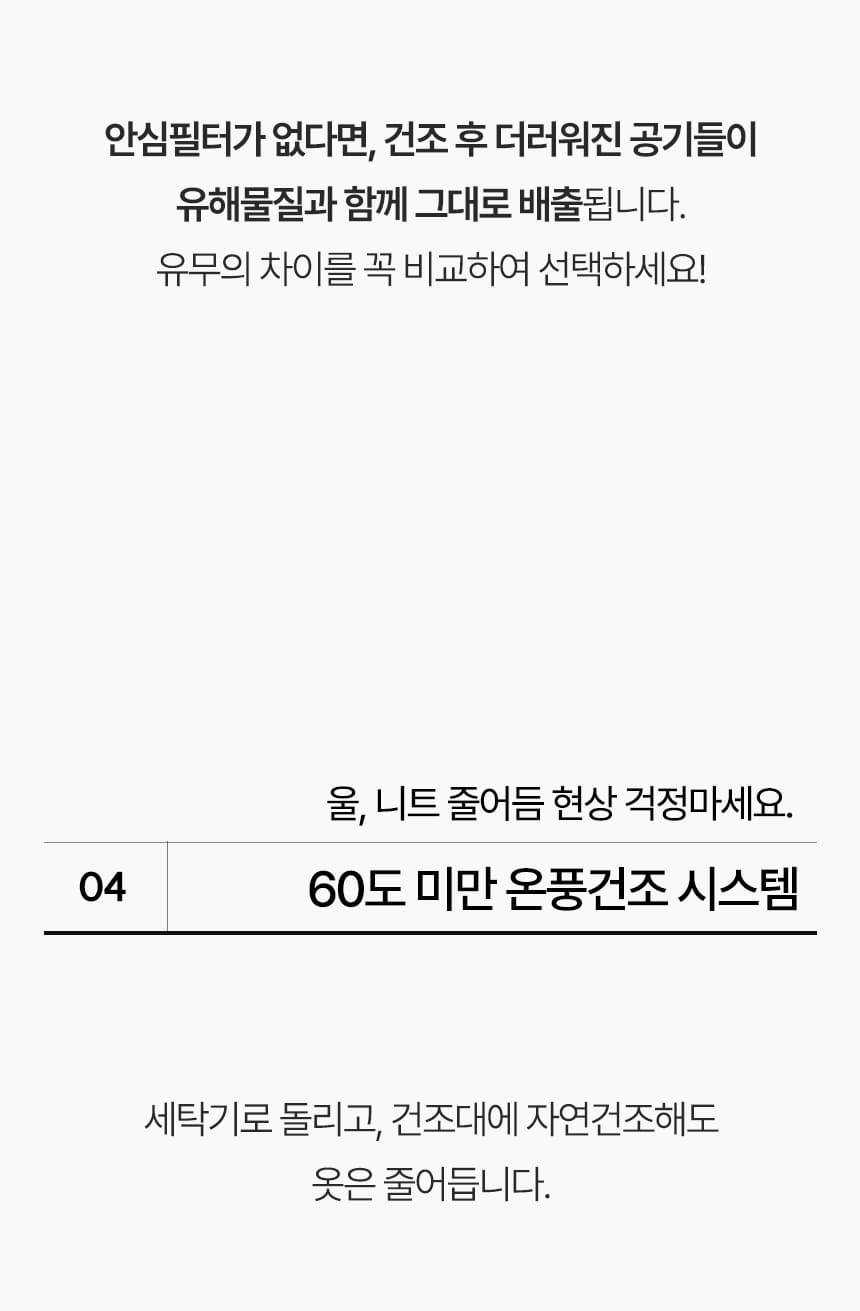 안심필터가 없다면, 건조 후 더러워진 공기들이
유해물질과 함께 그대로 배출됩니다.
유무의 차이를 꼭 비교하여 선택하세요!
울, 니트 줄어듬 현상 걱정마세요.
04
60도 미만 온풍건조 시스템
세탁기로 돌리고, 건조대에 자연건조해도
옷은 줄어듭니다.